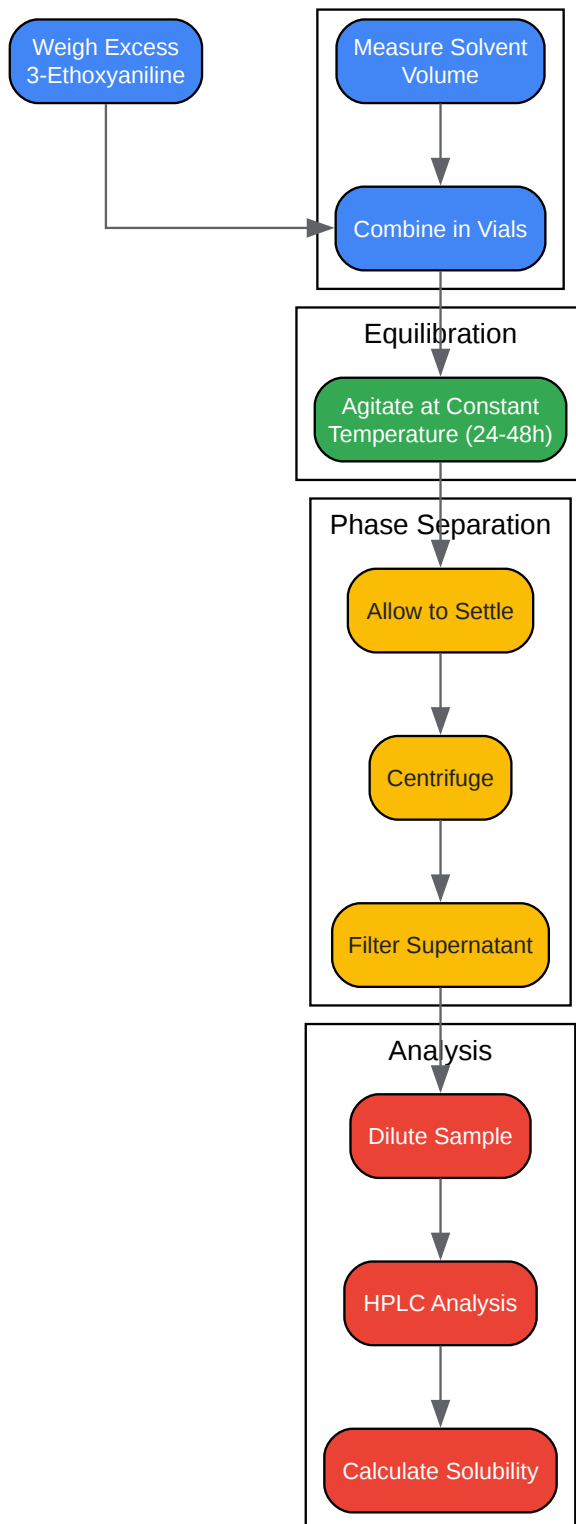 Weigh Excess
3-Ethoxyaniline
Measure Solvent
Volume
Combine in Vials
Equilibration
Agitate at Constant
Temperature (24-48h)
Phase Separation
Allow to Settle
Centrifuge
Filter Supernatant
Analysis
Dilute Sample
HPLC Analysis
Calculate Solubility